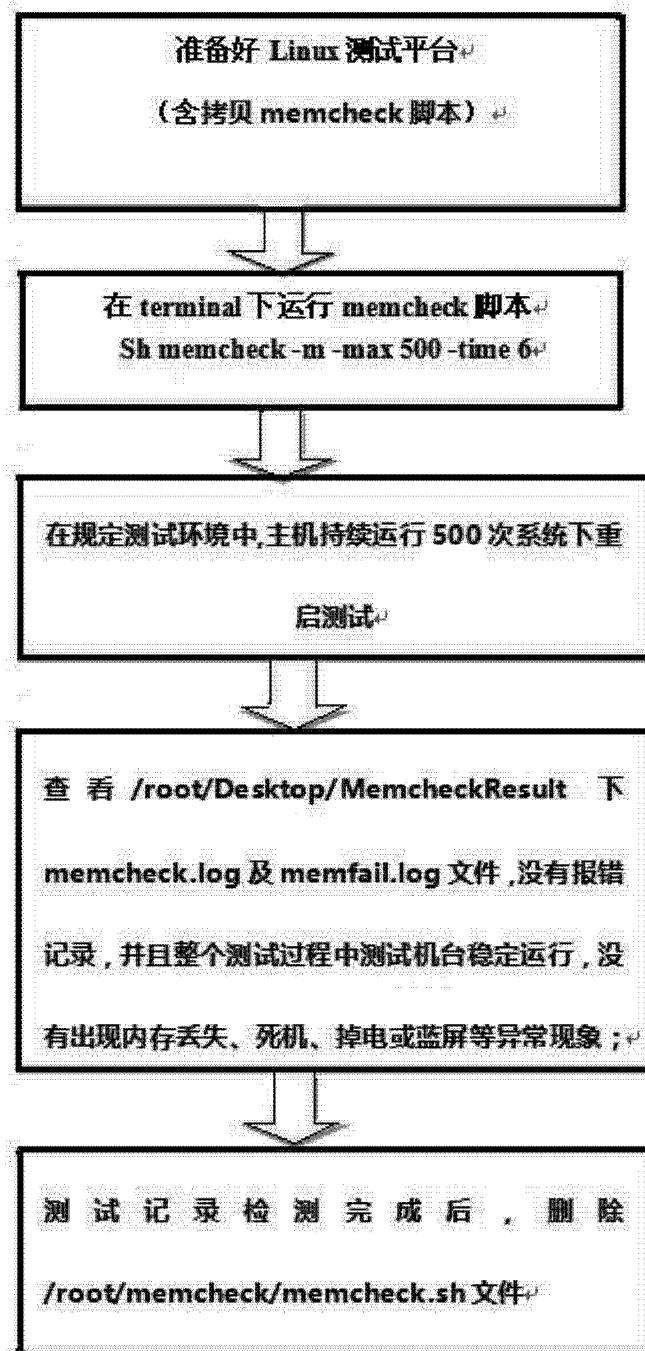 准备好 Linux 测试平台
（含拷贝 memcheck 脚本）
在 terminal 下运行 memcheck 脚本
Sh memcheck -m -max 500 -time 6
在规定测试环境中,主机持续运行 500 次系统下重
启测试
查看 /root/Desktop/MemcheckResult 下
memcheck.log 及 memfail.log 文件 ,没有报错
记录，并且整个测试过程中测试机台稳定运行，没
有出现内存丢失、死机、掉电或蓝屏等异常现象；
测试记录检测完成后，删除
/root/memcheck/memcheck.sh 文件